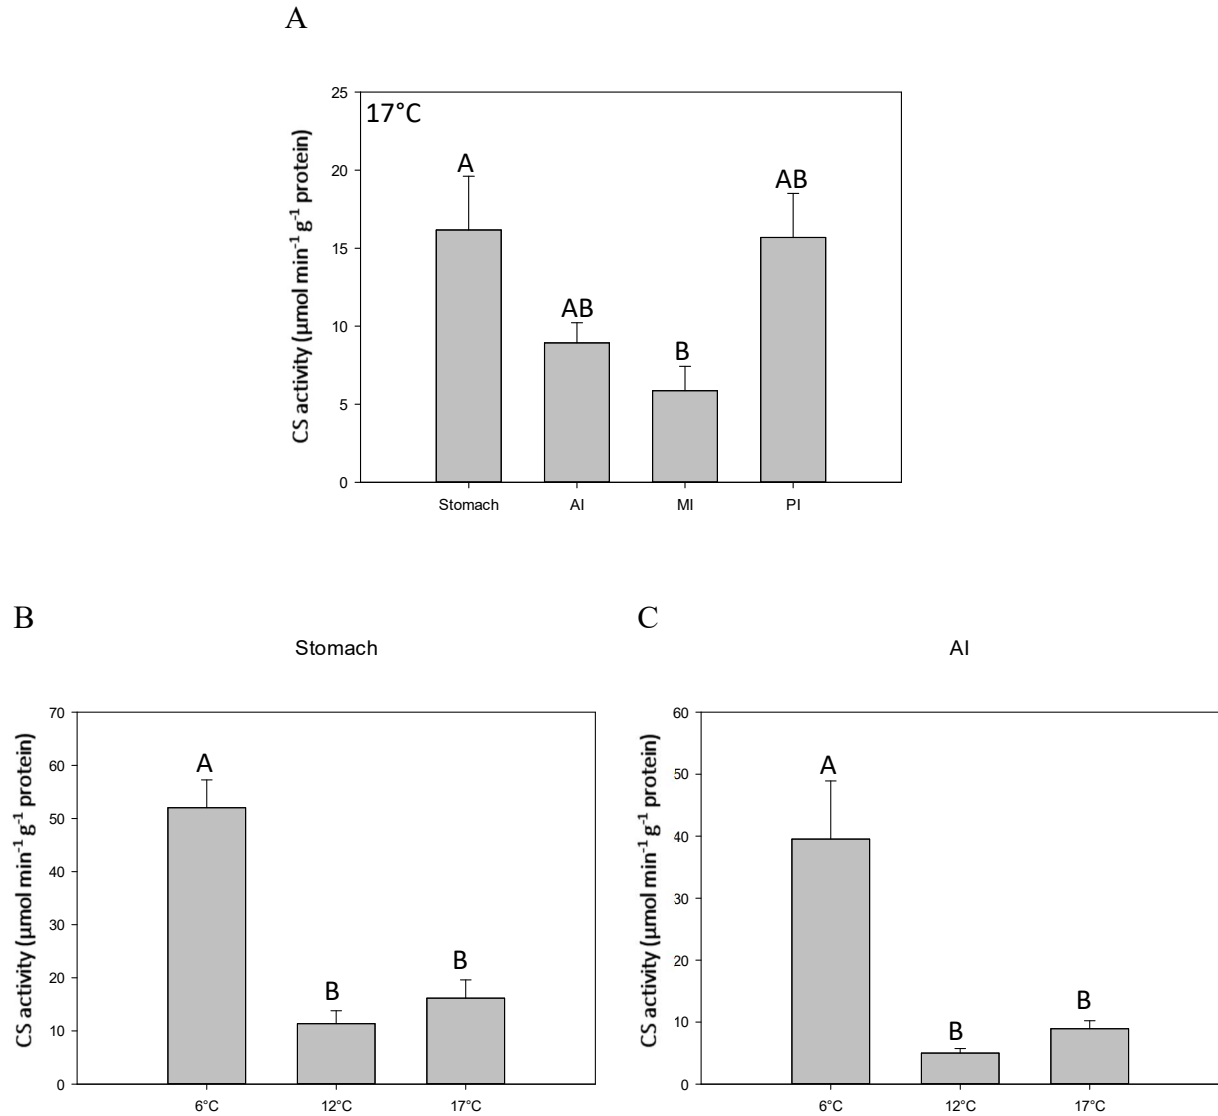 A
17°C
CS activity (µmol min⁻¹ g⁻¹ protein)
25
20
15
10
5
0
A
AB
B
AB
Stomach AI MI PI
B
Stomach
CS activity (µmol min⁻¹ g⁻¹ protein)
70
60
50
40
30
20
10
0
A
B
B
6°C 12°C 17°C
C
AI
CS activity (µmol min⁻¹ g⁻¹ protein)
60
50
40
30
20
10
0
A
B
B
6°C 12°C 17°C